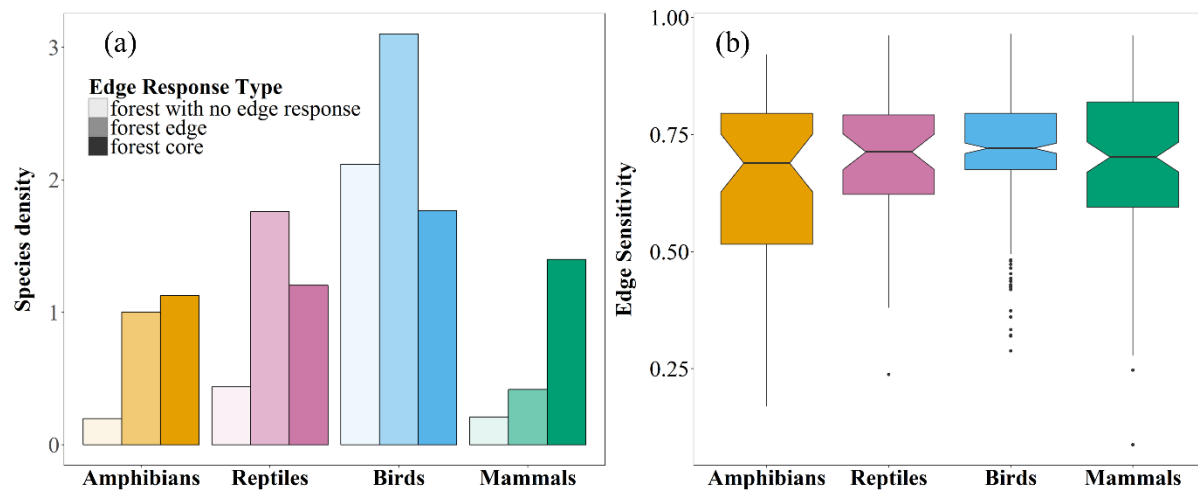 (a)
Edge Response Type
forest with no edge response
forest edge
forest core
Species density
3
2
1
0
Amphibians Reptiles Birds Mammals
(b)
Edge Sensitivity
1.00
0.75
0.50
0.25
Amphibians Reptiles Birds Mammals